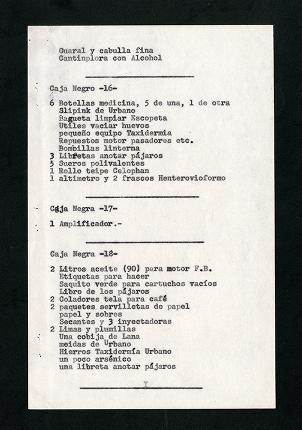 Guaral y cabulla fina
Cantinplora con Alcohol
Caja Negro -16-
6 Botellas medicina, 5 de una, 1 de otra
Slipink de Urbano
Bagueta limpiar Escopeta
Utiles vaciar huevos
pequeño equipo Taxidermia
Repuestos motor pasadores etc.
Bombillas linterna
3 Libretas anotar pájaros
5 Sueros polivalentes
1 Rollo teipe Celophan
1 altimetro y 2 frascos Henterovioformo
Caja Negra -17-
1 Amplificador.-
Caja Negra -18-
2 Litros aceite (90) para motor F.B.
Etiquetas para hacer
Saquito verde para cartuchos vacíos
Libro de los pájaros
2 Coladores tela para café
2 paquetes servilletas de papel
papel y sobres
Secantes y 3 inyectadoras
2 Limas y plumillas
Una cobija de Lana
meidas de Urbano
Hierros Taxidermía Urbano
un poco arsénico
una libreta anotar pájaros